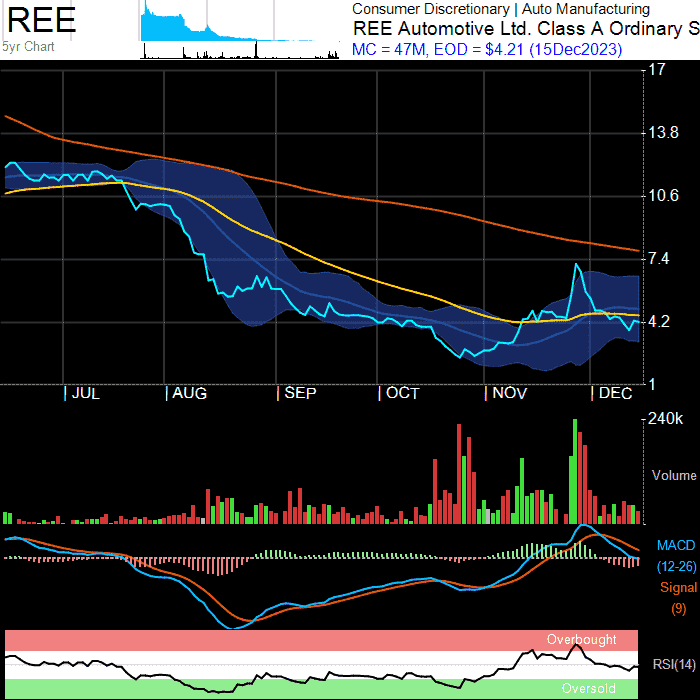 REE
5yr Chart
Consumer Discretionary | Auto Manufacturing
REE Automotive Ltd. Class A Ordinary S
MC = 47M, EOD = $4.21 (15Dec2023)
17
13.8
10.6
7.4
4.2
1
| JUL | AUG | SEP | OCT | NOV | DEC
240k
Volume
MACD
(12-26)
Signal
(9)
Overbought
RSI(14)
Oversold